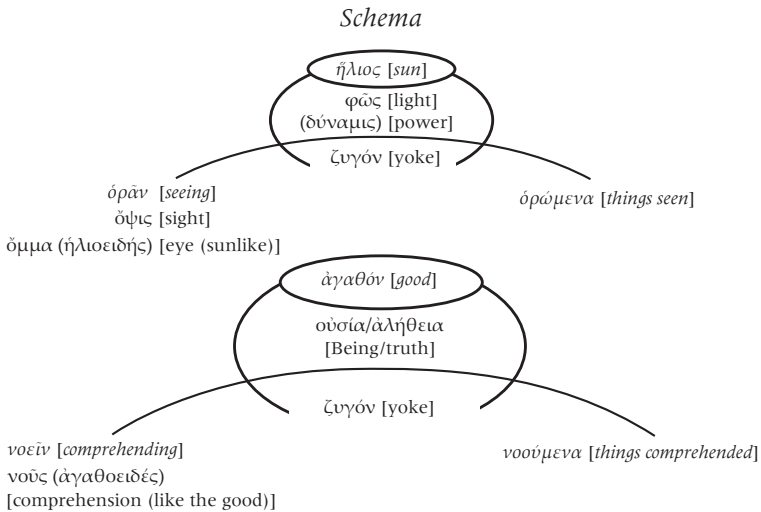 Schema
ἥλιος [sun]
φῶς [light]
(δύναμις) [power]
ζυγόν [yoke]
ὁρᾶν [seeing]
ὄψις [sight]
ὄμμα (ἡλιοειδής) [eye (sunlike)]
ὁρώμενα [things seen]
ἀγαθόν [good]
οὐσία/ἀλήθεια
[Being/truth]
ζυγόν [yoke]
νοεῖν [comprehending]
νοῦς (ἀγαθοειδές)
[comprehension (like the good)]
νοούμενα [things comprehended]